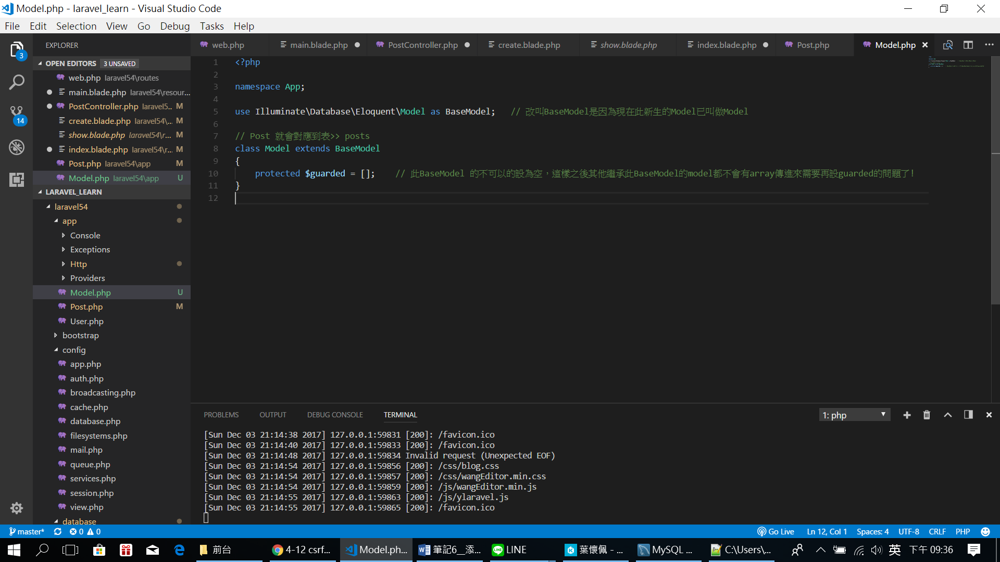 Model.php - laravel_learn - Visual Studio Code
File Edit Selection View Go Debug Tasks Help
3
14
EXPLORER
OPEN EDITORS 3 UNSAVED
web.php laravel54\routes
main.blade.php laravel54\resour...
PostController.php laravel5... M
create.blade.php laravel54\... M
show.blade.php laravel54\r... M
index.blade.php laravel54\r... M
Post.php laravel54\app M
Model.php laravel54\app U
LARAVEL_LEARN
laravel54
app
Console
Exceptions
Http
Providers
Model.php U
Post.php M
User.php
bootstrap
config
app.php
auth.php
broadcasting.php
cache.php
database.php
filesystems.php
mail.php
queue.php
services.php
session.php
view.php
database
web.php main.blade.php PostController.php create.blade.php show.blade.php index.blade.php Post.php Model.php
1 <?php
2
3 namespace App;
4
5 use Illuminate\Database\Eloquent\Model as BaseModel; // 改叫BaseModel是因為現在此新生的Model已叫做Model
6
7 // Post 就會對應到表>> posts
8 class Model extends BaseModel
9 {
10 protected $guarded = []; // 此BaseModel 的不可以的設為空，這樣之後其他繼承此BaseModel的model都不會有array傳進來需要再設guarded的問題了!
11 }
12
PROBLEMS OUTPUT DEBUG CONSOLE TERMINAL 1: php
[Sun Dec 03 21:14:38 2017] 127.0.0.1:59831 [200]: /favicon.ico
[Sun Dec 03 21:14:40 2017] 127.0.0.1:59833 [200]: /favicon.ico
[Sun Dec 03 21:14:48 2017] 127.0.0.1:59834 Invalid request (Unexpected EOF)
[Sun Dec 03 21:14:54 2017] 127.0.0.1:59856 [200]: /css/blog.css
[Sun Dec 03 21:14:54 2017] 127.0.0.1:59857 [200]: /css/wangEditor.min.css
[Sun Dec 03 21:14:54 2017] 127.0.0.1:59859 [200]: /js/wangEditor.min.js
[Sun Dec 03 21:14:55 2017] 127.0.0.1:59863 [200]: /js/ylaravel.js
[Sun Dec 03 21:14:55 2017] 127.0.0.1:59865 [200]: /favicon.ico
master* 0 0 Go Live Ln 12, Col 1 Spaces: 4 UTF-8 CRLF PHP
前台 4-12 csrf... Model.ph... 筆記6__添... LINE 葉懷佩 - ... MySQL ... C:\Users\... 英 下午 09:36